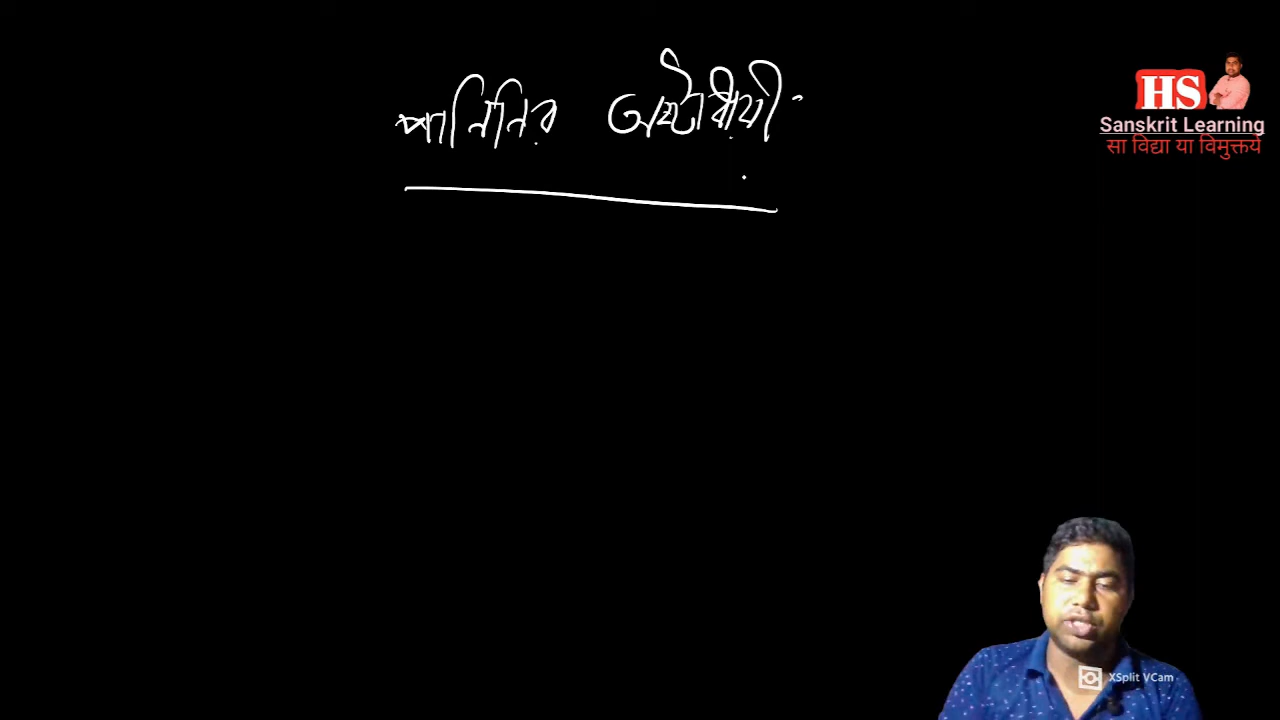 পানিনির অষ্টাধ্যায়ী
HS
Sanskrit Learning
सा विद्या या विमुक्तये
XSplit VCam